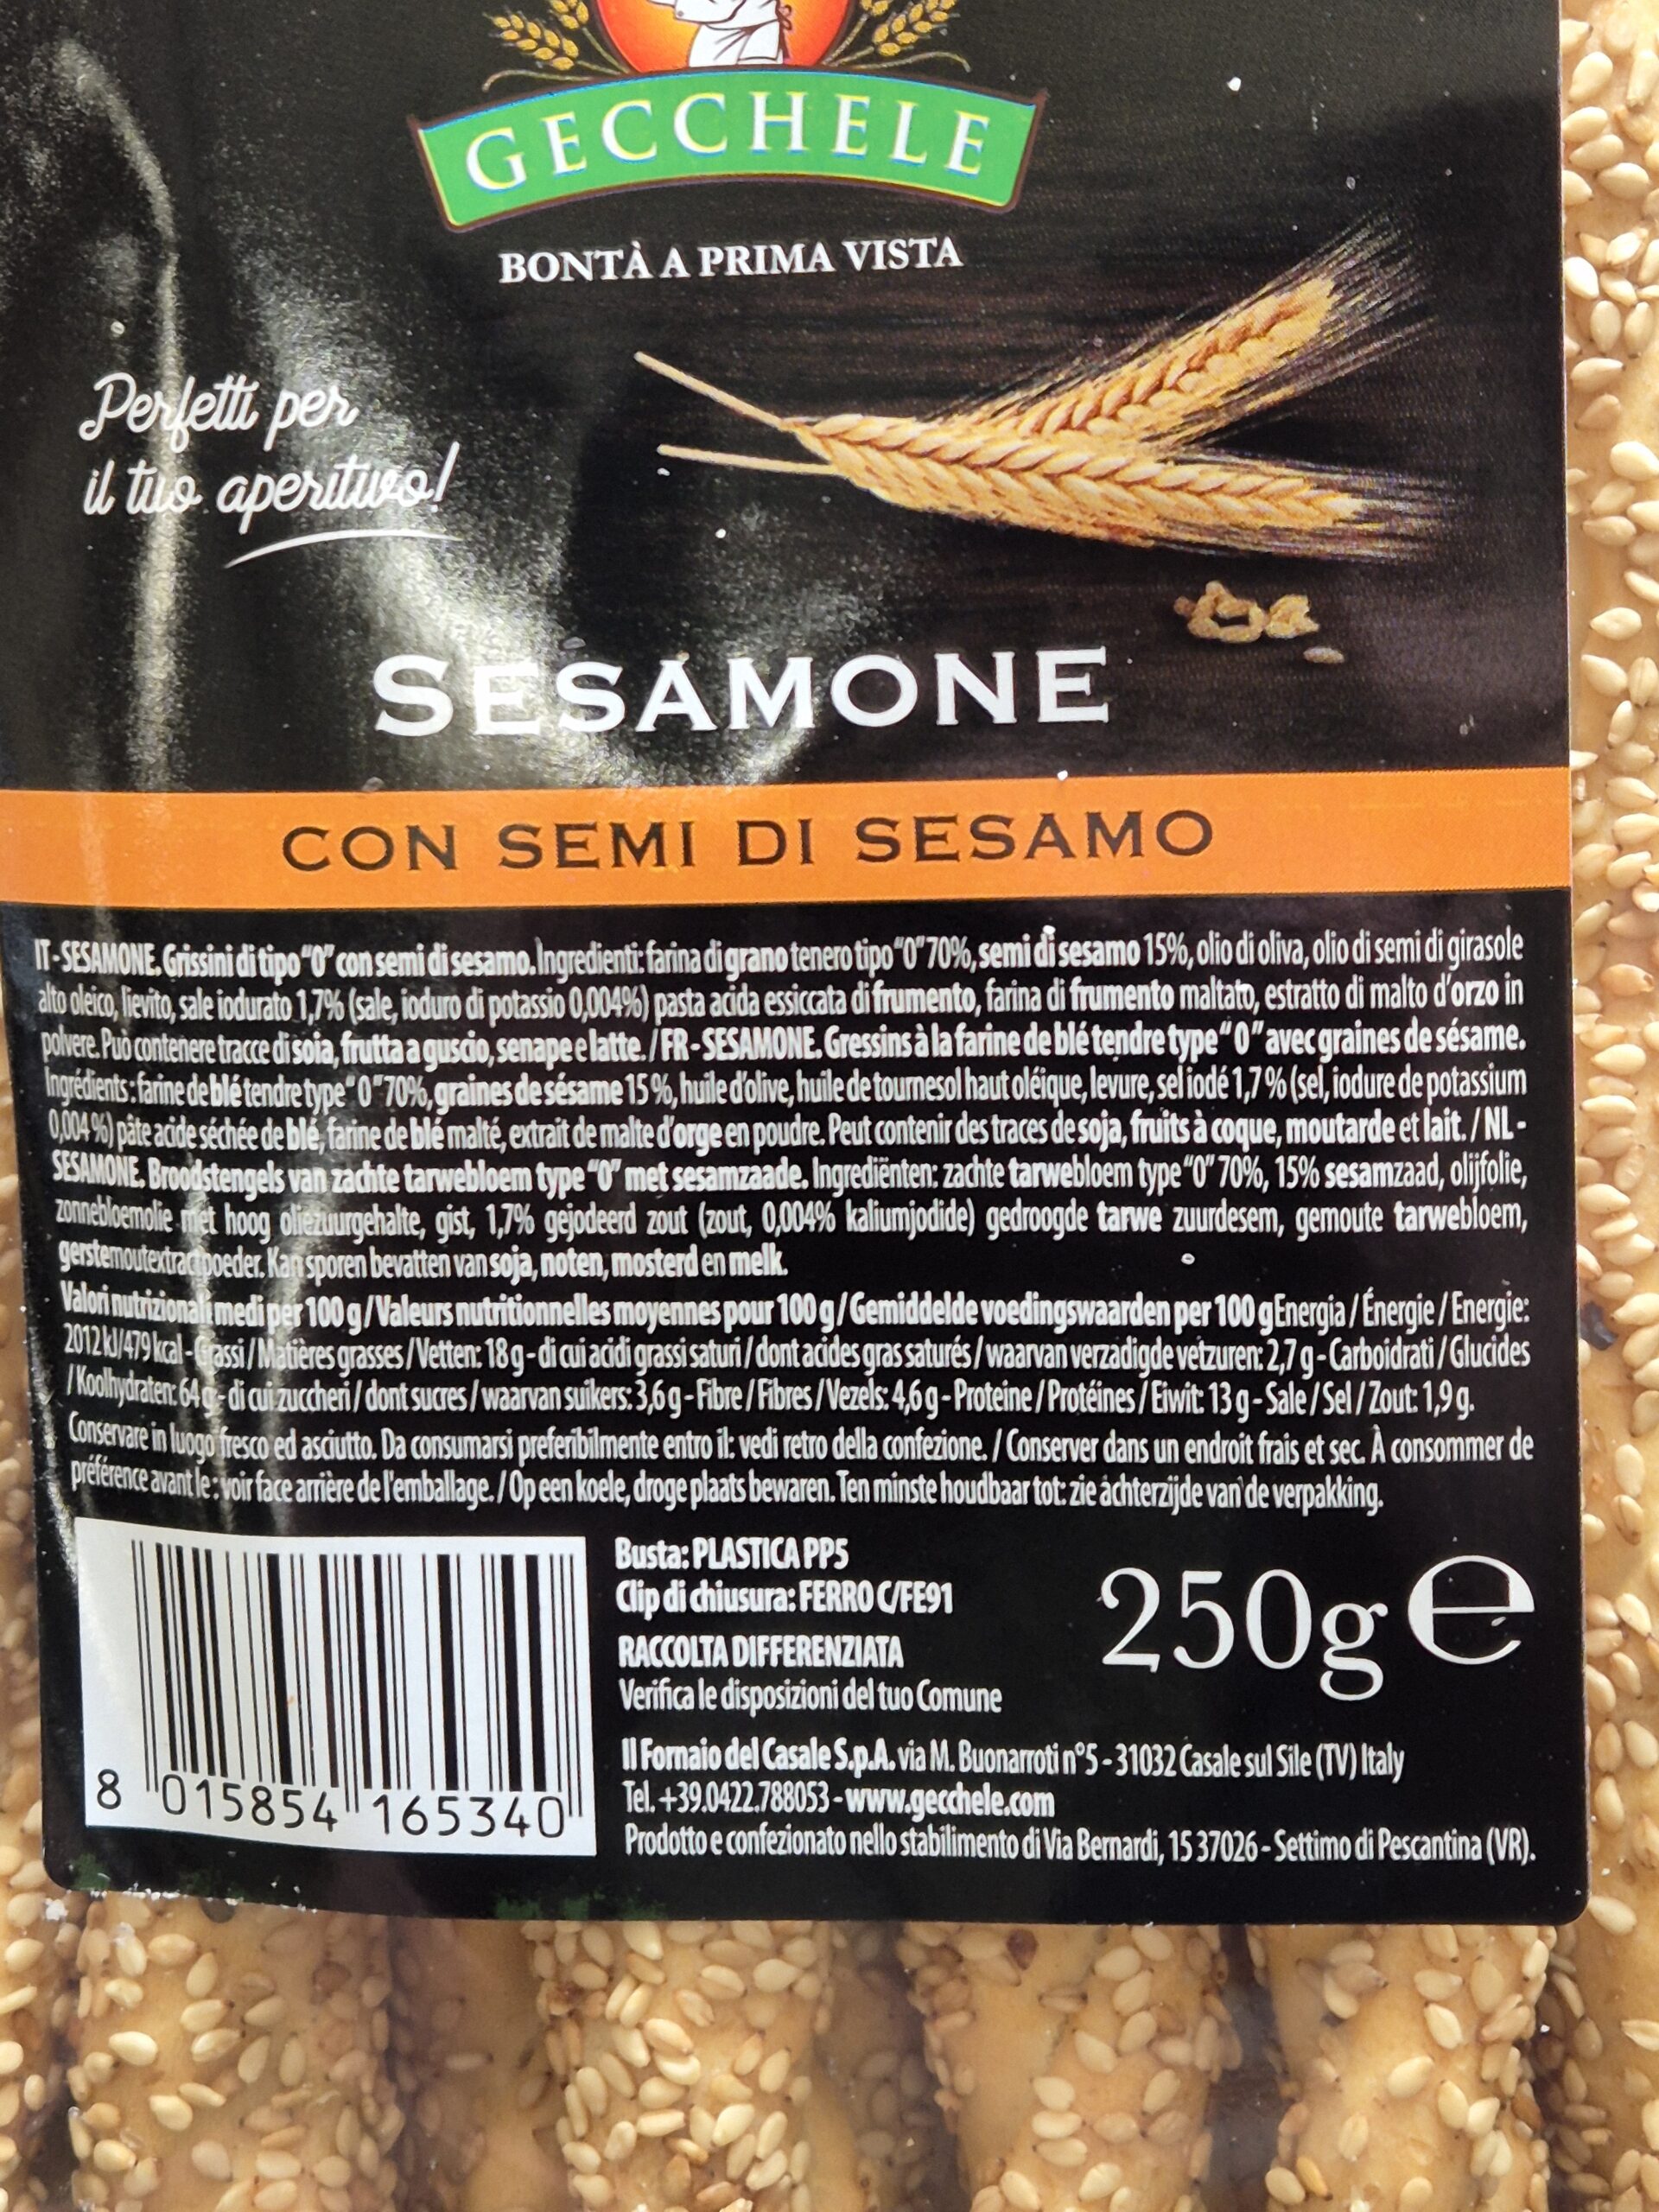 GECCHELE
BONTÀ A PRIMA VISTA
Perfetti per
il tuo aperitivo!
SESAMONE
CON SEMI DI SESAMO
IT-SESAMONE. Grissini di tipo “0” con semi di sesamo. Ingredienti: farina di grano tenero tipo “0” 70%, semi di sesamo 15%, olio di oliva, olio di semi di girasole
alto oleico, lievito, sale iodurato 1,7% (sale, ioduro di potassio 0,004%) pasta acida essiccata di frumento, farina di frumento maltato, estratto di malto d’orzo in
polvere. Può contenere tracce di soia, frutta a guscio, senape e latte. / FR-SESAMONE. Gressins à la farine de blé tendre type “0” avec graines de sésame.
Ingrédients : farine de blé tendre type “0” 70%, graines de sésame 15 %, huile d’olive, huile de tournesol haut oléique, levure, sel iodé 1,7 % (sel, iodure de potassium
0,004 %) pâte acide séchée de blé, farine de blé malté, extrait de malte d’orge en poudre. Peut contenir des traces de soja, fruits à coque, moutarde et lait. / NL-
SESAMONE. Broodstengels van zachte tarwebloem type “0” met sesamzaade. Ingrediënten: zachte tarwebloem type “0” 70%, 15% sesamzaad, olijfolie,
zonnebloemolie met hoog oliezuurgehalte, gist, 1,7% gejodeerd zout (zout, 0,004% kaliumjodide) gedroogde tarwe zuurdesem, gemoute tarwebloem,
gerstemoutextractpoeder. Kan sporen bevatten van soja, noten, mosterd en melk.
Valori nutrizionali medi per 100 g / Valeurs nutritionnelles moyennes pour 100 g / Gemiddelde voedingswaarden per 100 g Energia / Énergie / Energie:
2012 kJ/479 kcal - Grassi / Matières grasses / Vetten: 18 g - di cui acidi grassi saturi / dont acides gras saturés / waarvan verzadigde vetzuren: 2,7 g - Carboidrati / Glucides
/ Koolhydraten: 64 g - di cui zuccheri / dont sucres / waarvan suikers: 3,6 g - Fibre / Fibres / Vezels: 4,6 g - Proteine / Protéines / Eiwit: 13 g - Sale / Sel / Zout: 1,9 g.
Conservare in luogo fresco ed asciutto. Da consumarsi preferibilmente entro il: vedi retro della confezione. / Conserver dans un endroit frais et sec. À consommer de
préférence avant le : voir face arrière de l'emballage. / Op een koele, droge plaats bewaren. Ten minste houdbaar tot: zie achterzijde van de verpakking.
Busta: PLASTICA PP5
Clip di chiusura: FERRO C/FE91
RACCOLTA DIFFERENZIATA
Verifica le disposizioni del tuo Comune
250g e
Il Fornaio del Casale S.p.A. via M. Buonarroti n°5 - 31032 Casale sul Sile (TV) Italy
Tel. +39.0422.788053 - www.gecchele.com
Prodotto e confezionato nello stabilimento di Via Bernardi, 15 37026 - Settimo di Pescantina (VR).
8 015854 165340